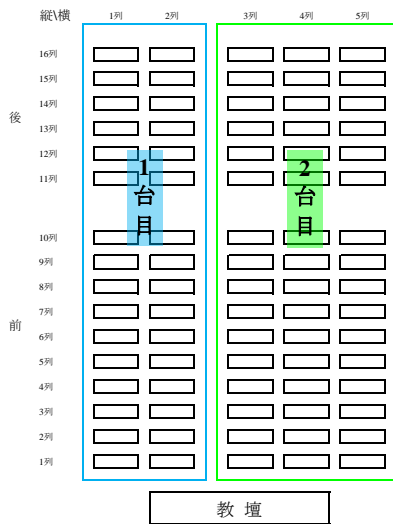 縦\横 1列 2列 3列 4列 5列
16列
15列
14列
後
13列
12列
11列
1台目
2台目
10列
9列
8列
7列
前
6列
5列
4列
3列
2列
1列
教 壇